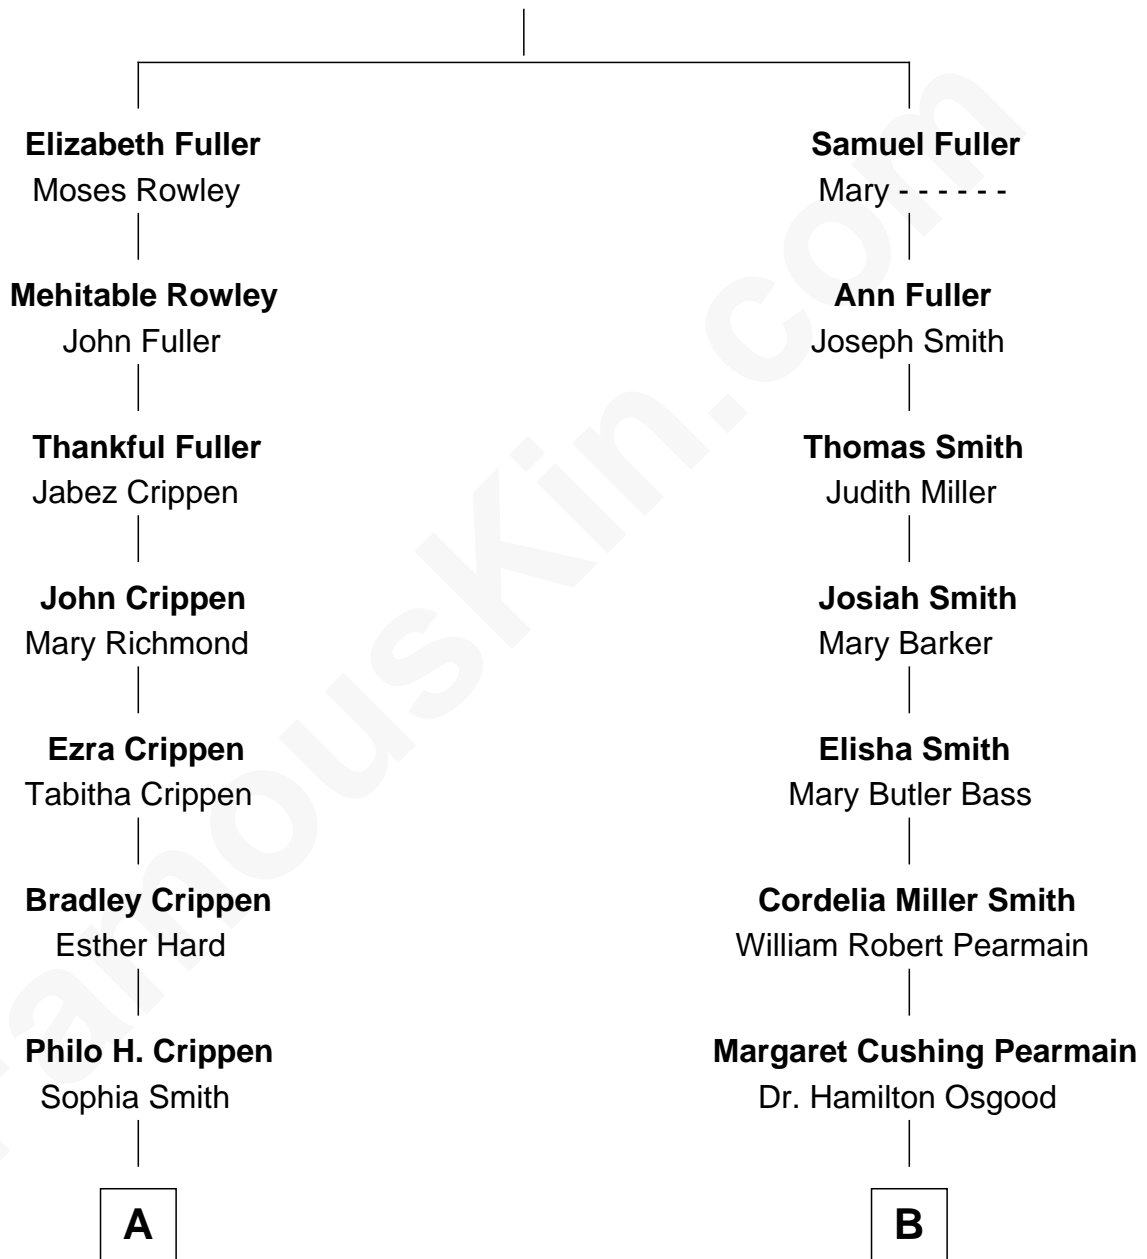 Elizabeth Fuller
Moses Rowley
Mehitable Rowley
John Fuller
Thankful Fuller
Jabez Crippen
John Crippen
Mary Richmond
Ezra Crippen
Tabitha Crippen
Bradley Crippen
Esther Hard
Philo H. Crippen
Sophia Smith
A
Samuel Fuller
Mary - - - - - -
Ann Fuller
Joseph Smith
Thomas Smith
Judith Miller
Josiah Smith
Mary Barker
Elisha Smith
Mary Butler Bass
Cordelia Miller Smith
William Robert Pearmain
Margaret Cushing Pearmain
Dr. Hamilton Osgood
B
FamousKin.com